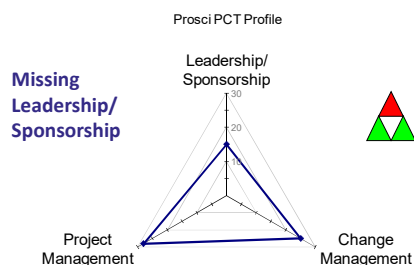 Prosci PCT Profile
Missing
Leadership/
Sponsorship
Leadership/
Sponsorship
30
20
10
Project
Management
Change
Management